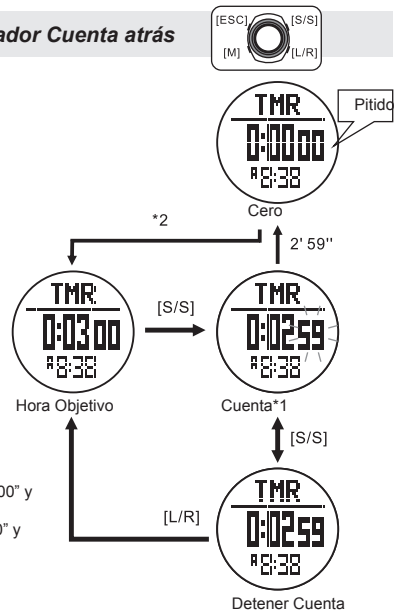 ador Cuenta atrás
[ESC] [S/S]
[M] [L/R]
TMR
0:00 00
A 8:38
Pitido
Cero
*2
2' 59''
TMR
0:03 00
A 8:38
Hora Objetivo
[S/S]
TMR
0:02 59
A 8:38
Cuenta*1
[S/S]
00” y
0” y
[L/R]
TMR
0:02 59
A 8:38
Detener Cuenta